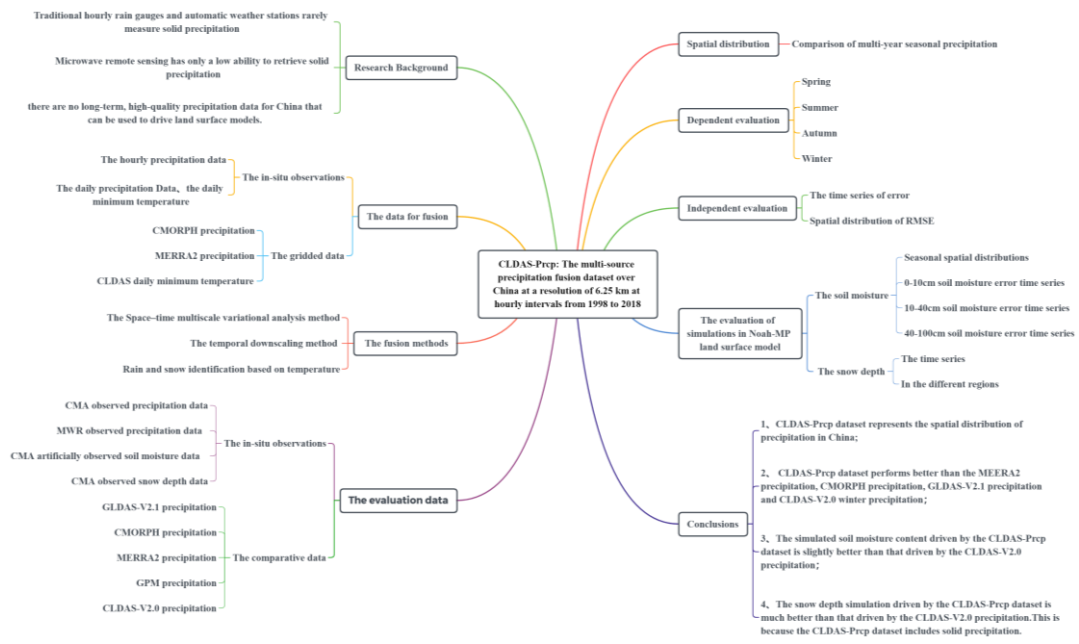 Traditional hourly rain gauges and automatic weather stations rarely
measure solid precipitation
Microwave remote sensing has only a low ability to retrieve solid
precipitation
there are no long-term, high-quality precipitation data for China that
can be used to drive land surface models.
Research Background
The hourly precipitation data
The daily precipitation Data、the daily
minimum temperature
The in-situ observations
CMORPH precipitation
MERRA2 precipitation
CLDAS daily minimum temperature
The gridded data
The data for fusion
The Space–time multiscale variational analysis method
The temporal downscaling method
Rain and snow identification based on temperature
The fusion methods
CMA observed precipitation data
MWR observed precipitation data
CMA artificially observed soil moisture data
CMA observed snow depth data
The in-situ observations
GLDAS-V2.1 precipitation
CMORPH precipitation
MERRA2 precipitation
GPM precipitation
CLDAS-V2.0 precipitation
The comparative data
The evaluation data
CLDAS-Prcp: The multi-source
precipitation fusion dataset over
China at a resolution of 6.25 km at
hourly intervals from 1998 to 2018
Spatial distribution
Comparison of multi-year seasonal precipitation
Dependent evaluation
Spring
Summer
Autumn
Winter
Independent evaluation
The time series of error
Spatial distribution of RMSE
The evaluation of
simulations in Noah-MP
land surface model
The soil moisture
Seasonal spatial distributions
0-10cm soil moisture error time series
10-40cm soil moisture error time series
40-100cm soil moisture error time series
The snow depth
The time series
In the different regions
Conclusions
1、 CLDAS-Prcp dataset represents the spatial distribution of
precipitation in China;
2、 CLDAS-Prcp dataset performs better than the MEERA2
precipitation, CMORPH precipitation, GLDAS-V2.1 precipitation
and CLDAS-V2.0 winter precipitation;
3、 The simulated soil moisture content driven by the CLDAS-Prcp
dataset is slightly better than that driven by the CLDAS-V2.0
precipitation;
4、 The snow depth simulation driven by the CLDAS-Prcp dataset is
much better than that driven by the CLDAS-V2.0 precipitation.This is
because the CLDAS-Prcp dataset includes solid precipitation.